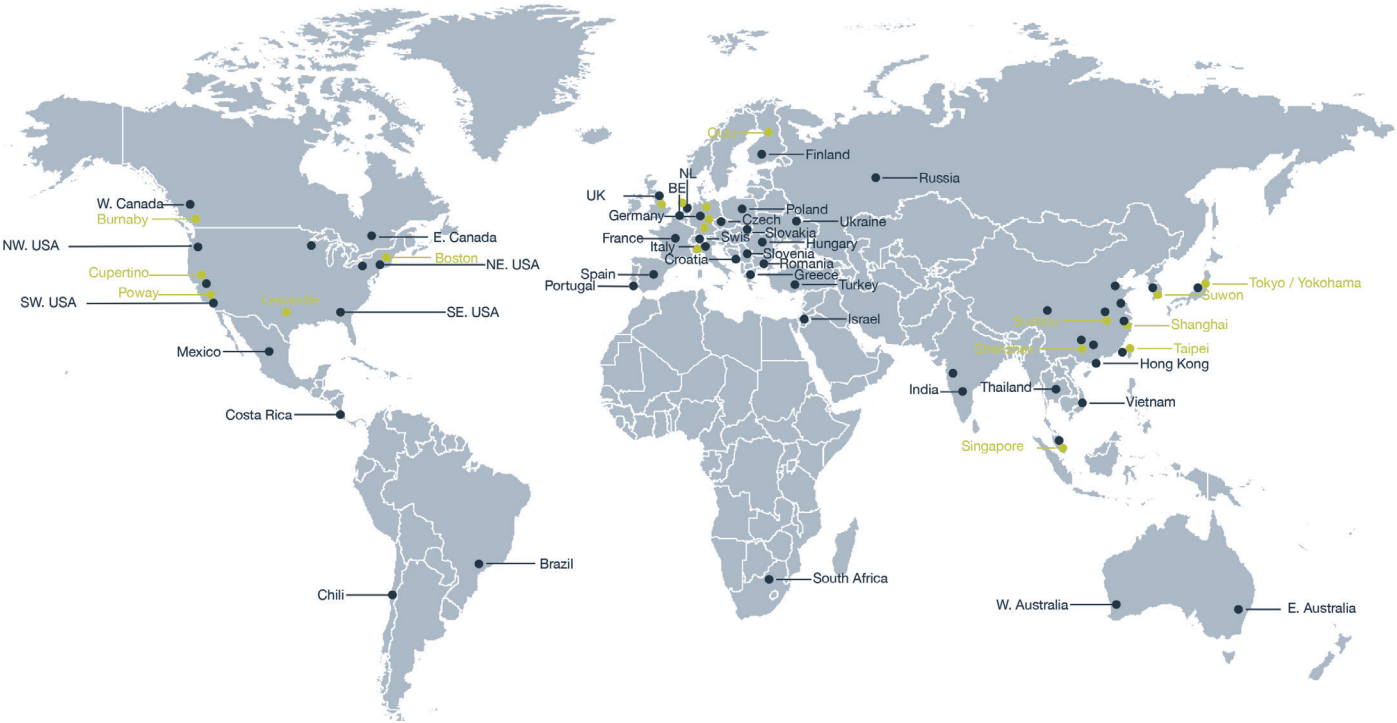 Finland
NL
Russia
BE
UK
W. Canada
Burnaby
Poland
Germany
Czech
Ukraine
Slovakia
E. Canada
France
Swis
NW. USA
Italy
Hungary
Slovenia
Boston
Croatia
Romania
NE. USA
Cupertino
Spain
Greece
Portugal
Turkey
Tokyo / Yokohama
Poway
Suwon
SW. USA
Lewisville
SE. USA
Israel
Shanghai
Mexico
Taipei
Hong Kong
India
Thailand
Vietnam
Costa Rica
Singapore
Brazil
South Africa
Chili
W. Australia
E. Australia